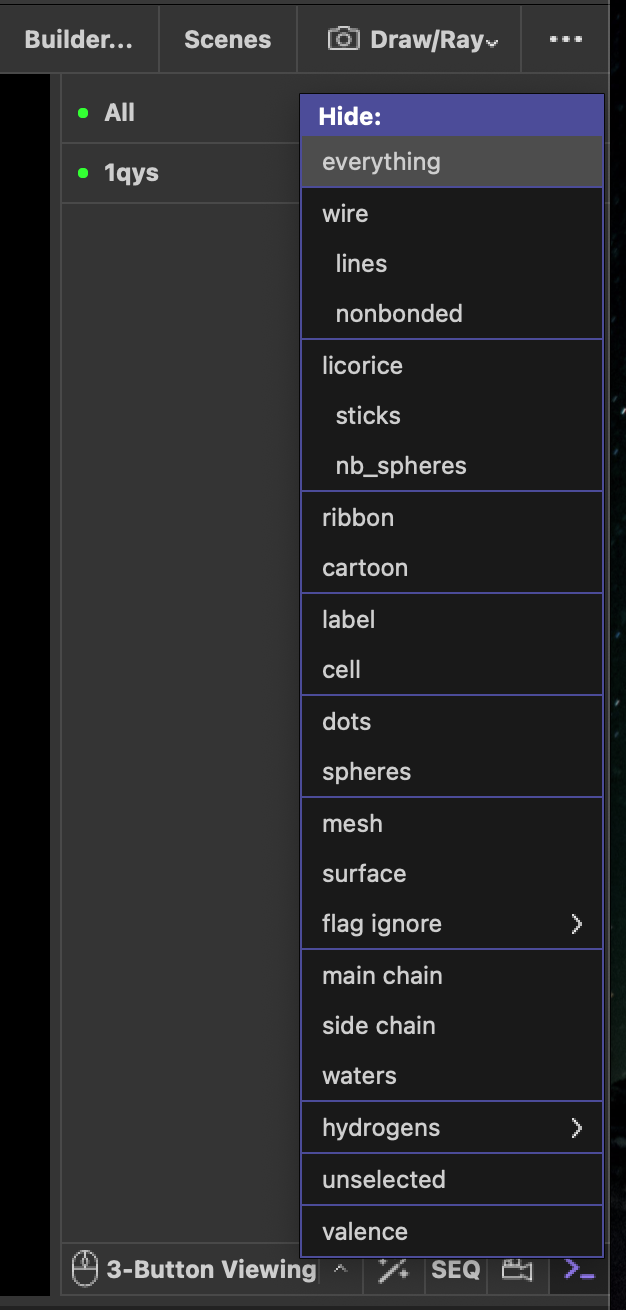 Builder... Scenes Draw/Ray
All
Hide:
everything
1qys
wire
lines
nonbonded
licorice
sticks
nb_spheres
ribbon
cartoon
label
cell
dots
spheres
mesh
surface
flag ignore
main chain
side chain
waters
hydrogens
unselected
valence
3-Button Viewing SEQ